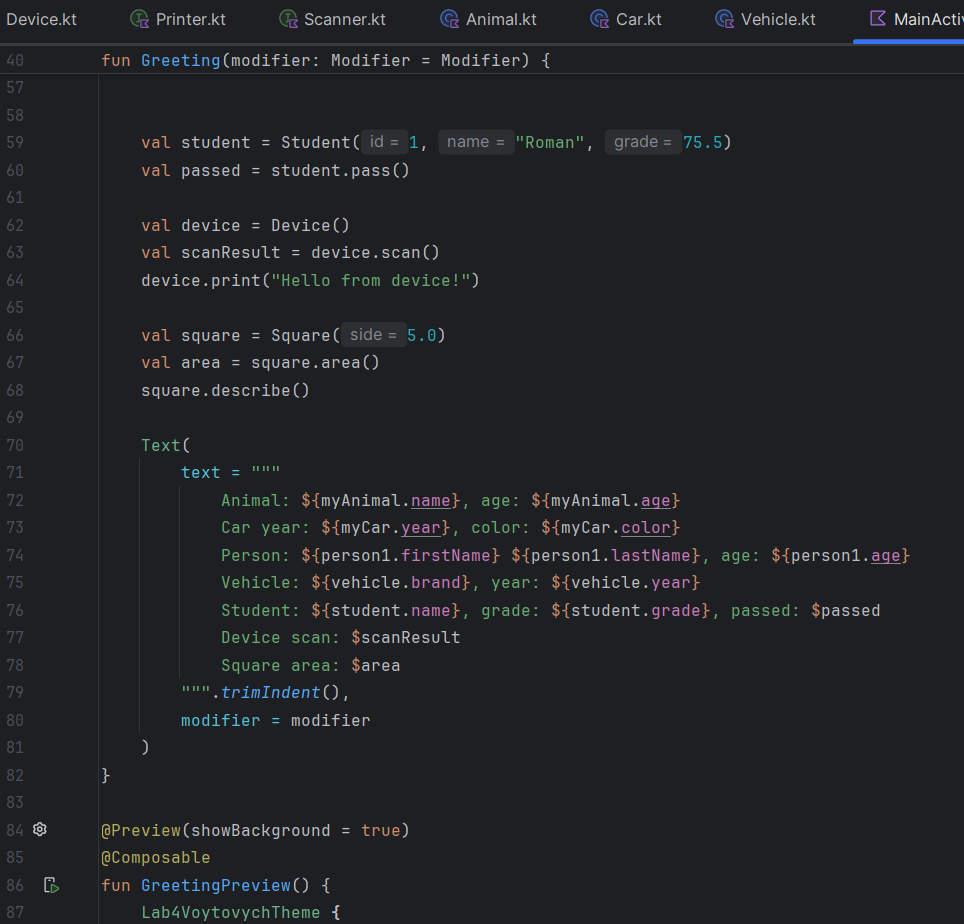 Device.kt Printer.kt Scanner.kt Animal.kt Car.kt Vehicle.kt MainActiv
40 fun Greeting(modifier: Modifier = Modifier) {
57
58
59 val student = Student( id = 1, name = "Roman", grade = 75.5)
60 val passed = student.pass()
61
62 val device = Device()
63 val scanResult = device.scan()
64 device.print("Hello from device!")
65
66 val square = Square( side = 5.0)
67 val area = square.area()
68 square.describe()
69
70 Text(
71 text = """
72 Animal: ${myAnimal.name}, age: ${myAnimal.age}
73 Car year: ${myCar.year}, color: ${myCar.color}
74 Person: ${person1.firstName} ${person1.lastName}, age: ${person1.age}
75 Vehicle: ${vehicle.brand}, year: ${vehicle.year}
76 Student: ${student.name}, grade: ${student.grade}, passed: $passed
77 Device scan: $scanResult
78 Square area: $area
79 """.trimIndent(),
80 modifier = modifier
81 )
82 }
83
84 @Preview(showBackground = true)
85 @Composable
86 fun GreetingPreview() {
87 Lab4VoytovychTheme {